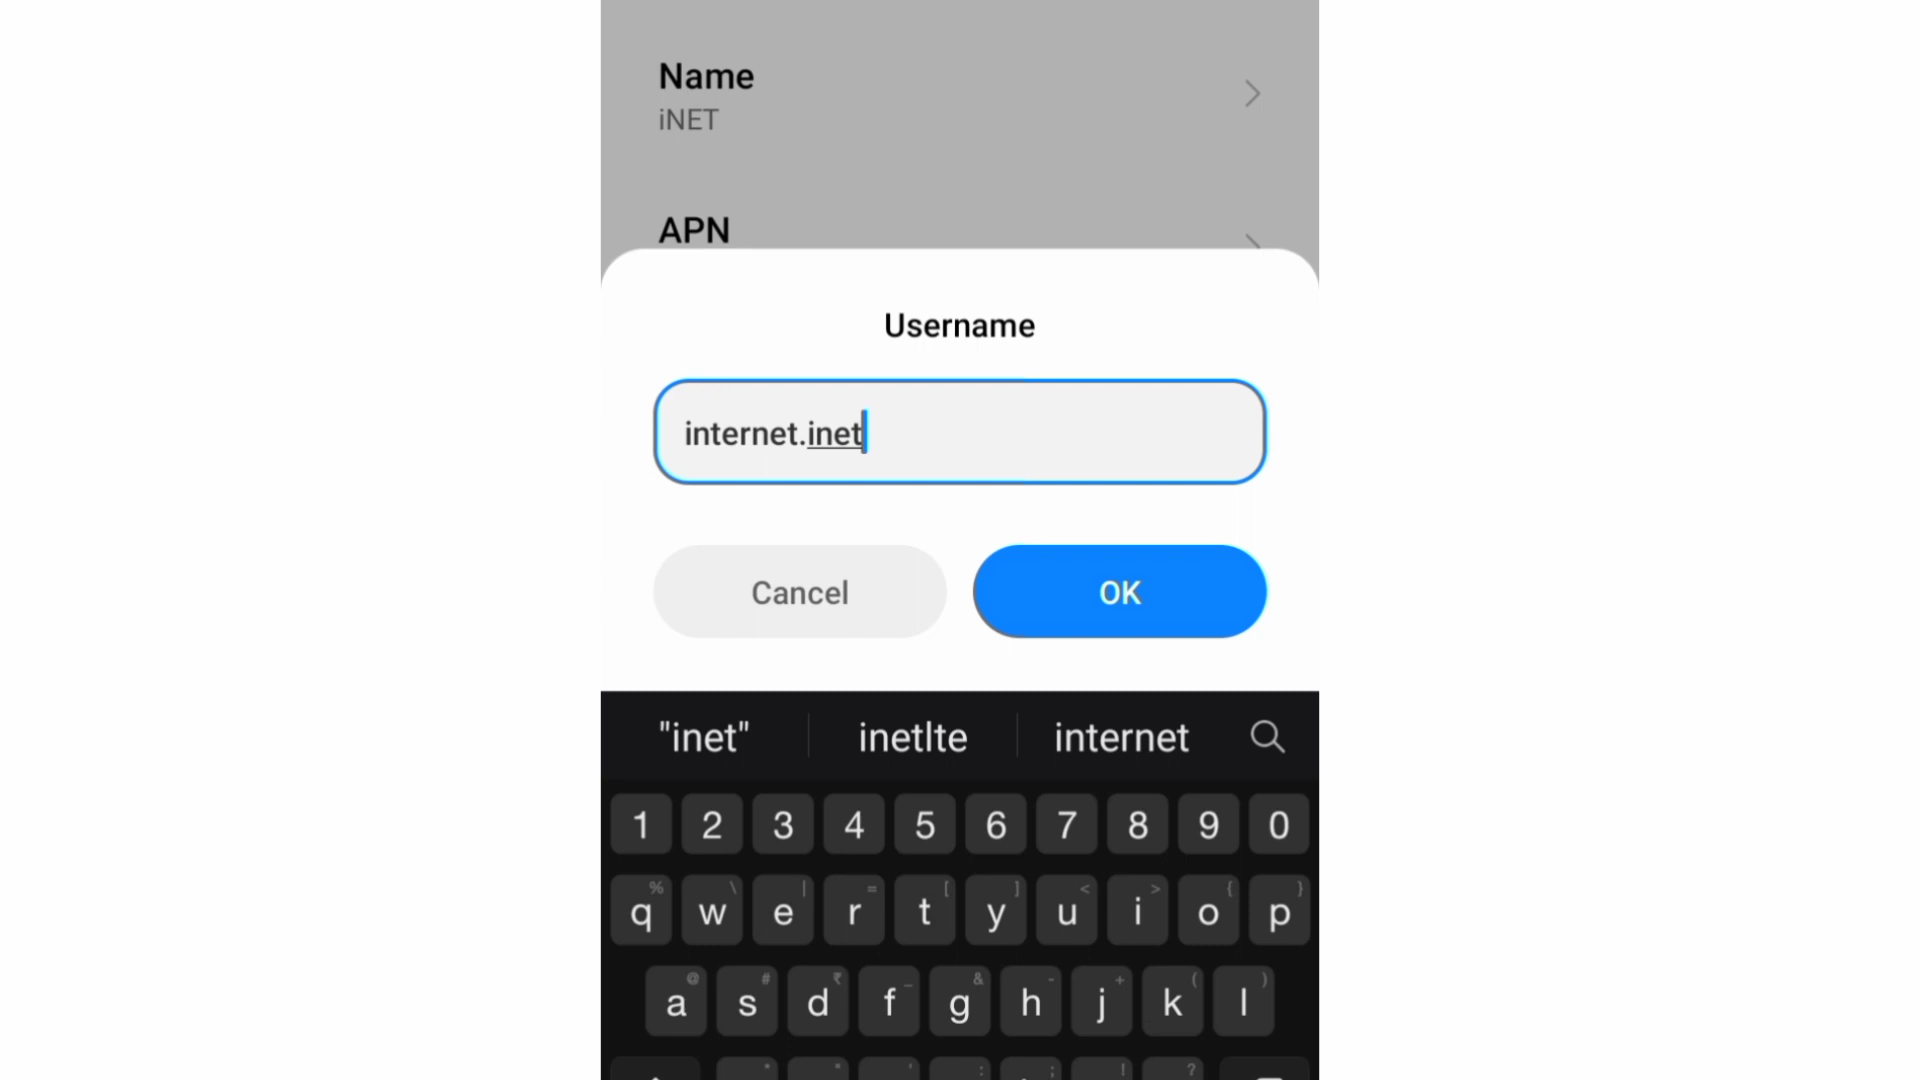 Name
iNET
APN
Username
internet.inet
Cancel OK
"inet" inetlte internet
1 2 3 4 5 6 7 8 9 0
% \ | = [ ] < > { }
q w e r t y u i o p
@ # ₹ _ & - + ( )
a s d f g h j k l
* " ' : ; ! ?